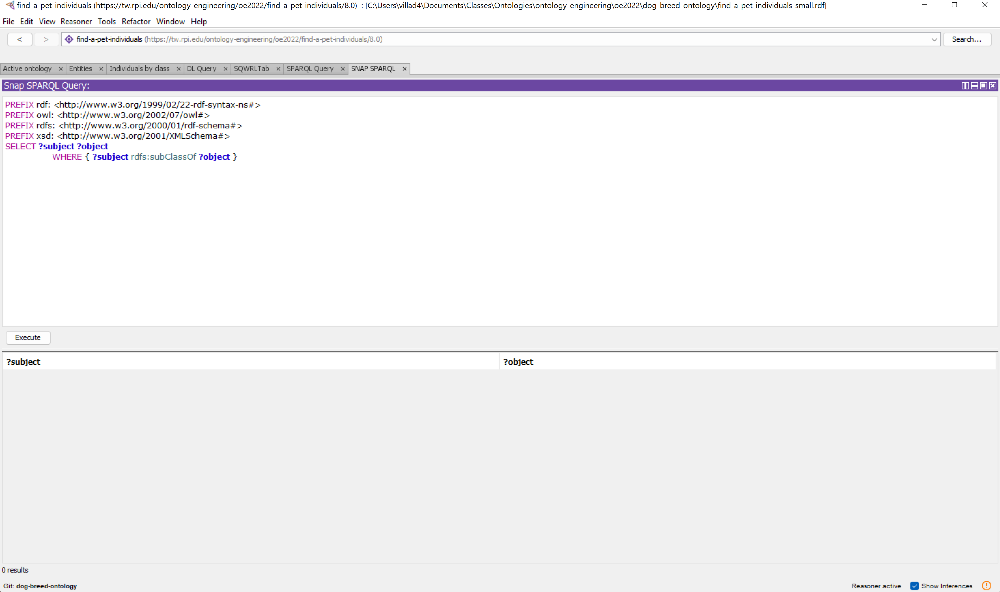 find-a-pet-individuals (https://tw.rpi.edu/ontology-engineering/oe2022/find-a-pet-individuals/8.0) : [C:\Users\villad4\Documents\Classes\Ontologies\ontology-engineering\oe2022\dog-breed-ontology\find-a-pet-individuals-small.rdf]
File Edit View Reasoner Tools Refactor Window Help
< > find-a-pet-individuals (https://tw.rpi.edu/ontology-engineering/oe2022/find-a-pet-individuals/8.0) Search...
Active ontology × Entities × Individuals by class × DL Query × SQWRLTab × SPARQL Query × SNAP SPARQL ×
Snap SPARQL Query:
PREFIX rdf: <http://www.w3.org/1999/02/22-rdf-syntax-ns#>
PREFIX owl: <http://www.w3.org/2002/07/owl#>
PREFIX rdfs: <http://www.w3.org/2000/01/rdf-schema#>
PREFIX xsd: <http://www.w3.org/2001/XMLSchema#>
SELECT ?subject ?object
WHERE { ?subject rdfs:subClassOf ?object }
Execute
?subject ?object
0 results
Git: dog-breed-ontology Reasoner active Show Inferences